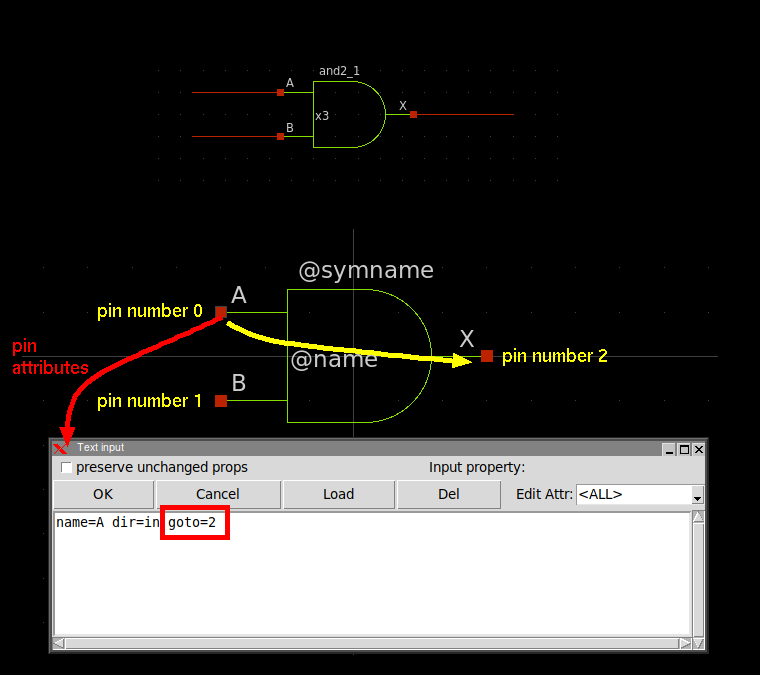 and2_1
A
X
x3
B
@symname
A
pin number 0
X
pin
attributes
@name
pin number 2
B
pin number 1
Text input
preserve unchanged props
Input property:
OK Cancel Load Del Edit Attr: <ALL>
name=A dir=in goto=2